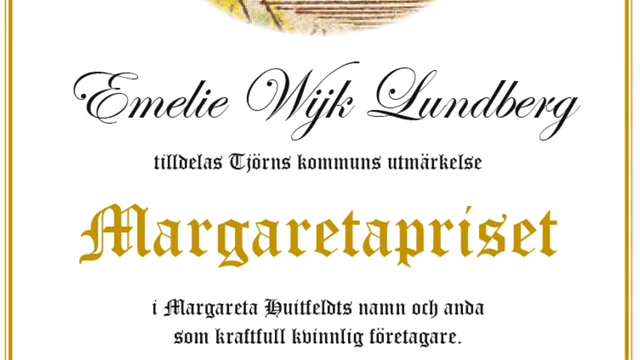 Emelie Wijk Lundberg
tilldelas Tjörns kommuns utmärkelse
Margaretapriset
i Margareta Huitfeldts namn och anda
som kraftfull kvinnlig företagare.